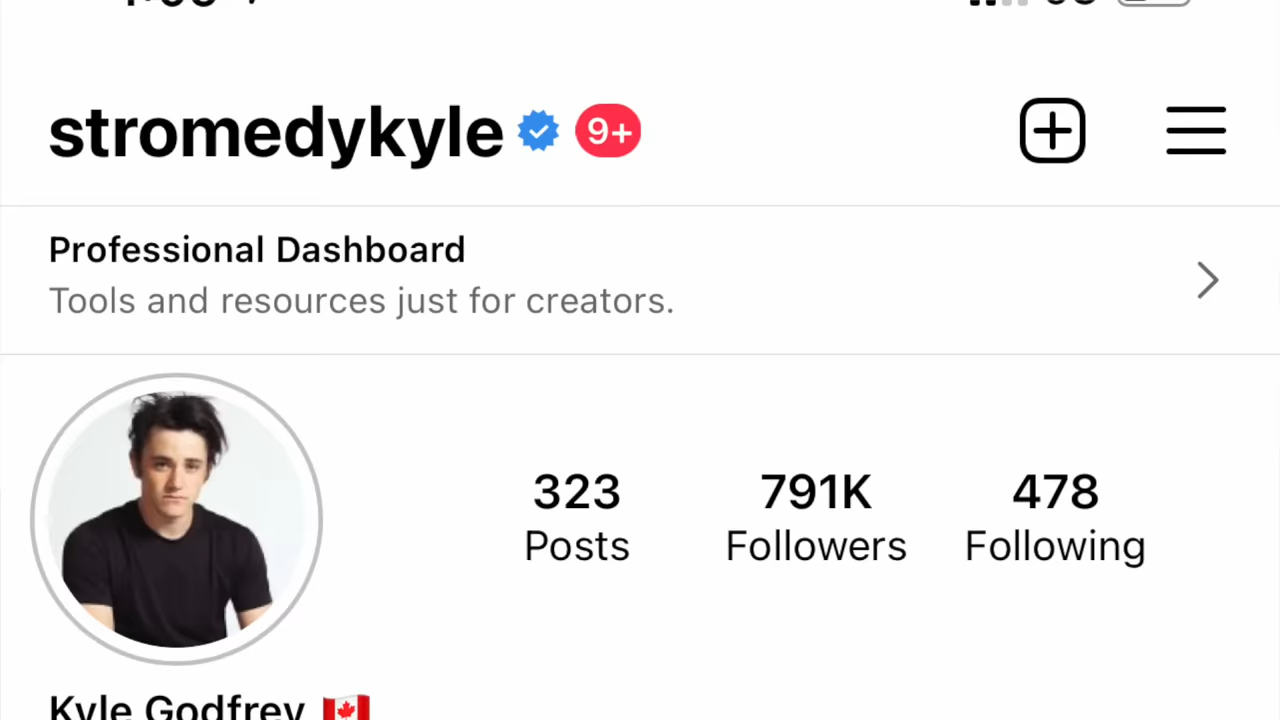 stromedykyle 9+
Professional Dashboard
Tools and resources just for creators.
323 791K 478
Posts Followers Following
Kyle Godfrey 🇨🇦